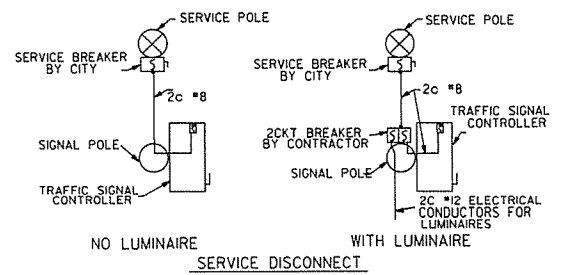 SERVICE POLE
SERVICE BREAKER
BY CITY
2c #8
SIGNAL POLE
TRAFFIC SIGNAL
CONTROLLER
NO LUMINAIRE
SERVICE POLE
SERVICE BREAKER
BY CITY
2c #8
TRAFFIC SIGNAL
CONTROLLER
2CKT BREAKER
BY CONTRACTOR
SIGNAL POLE
2C #12 ELECTRICAL
CONDUCTORS FOR
LUMINAIRES
WITH LUMINAIRE
SERVICE DISCONNECT